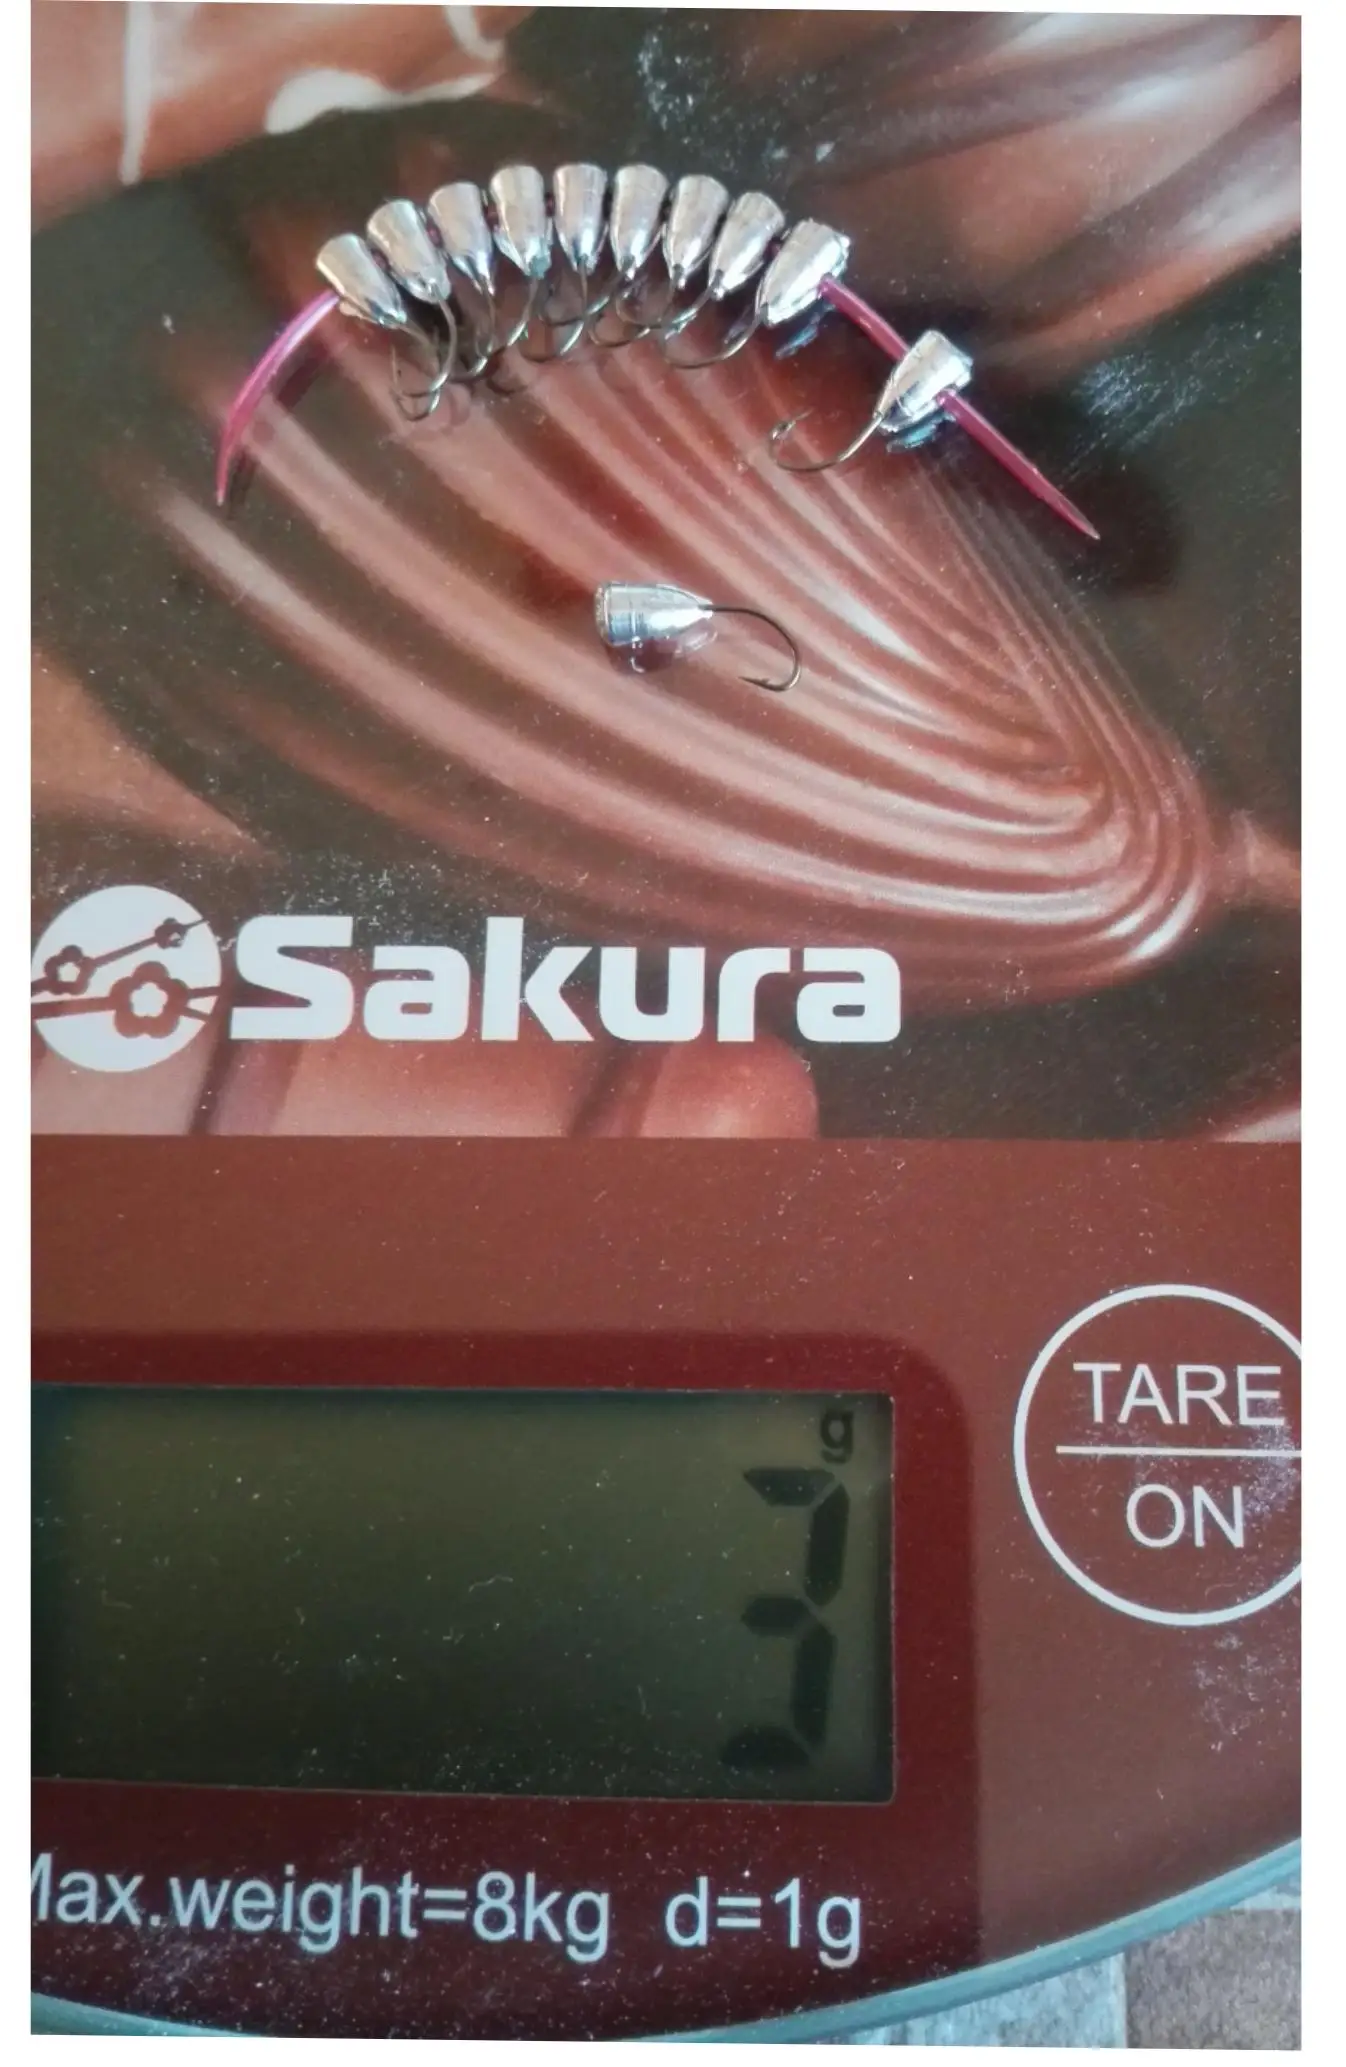 Sakura
TARE
ON
g
3
Max.weight=8kg d=1g